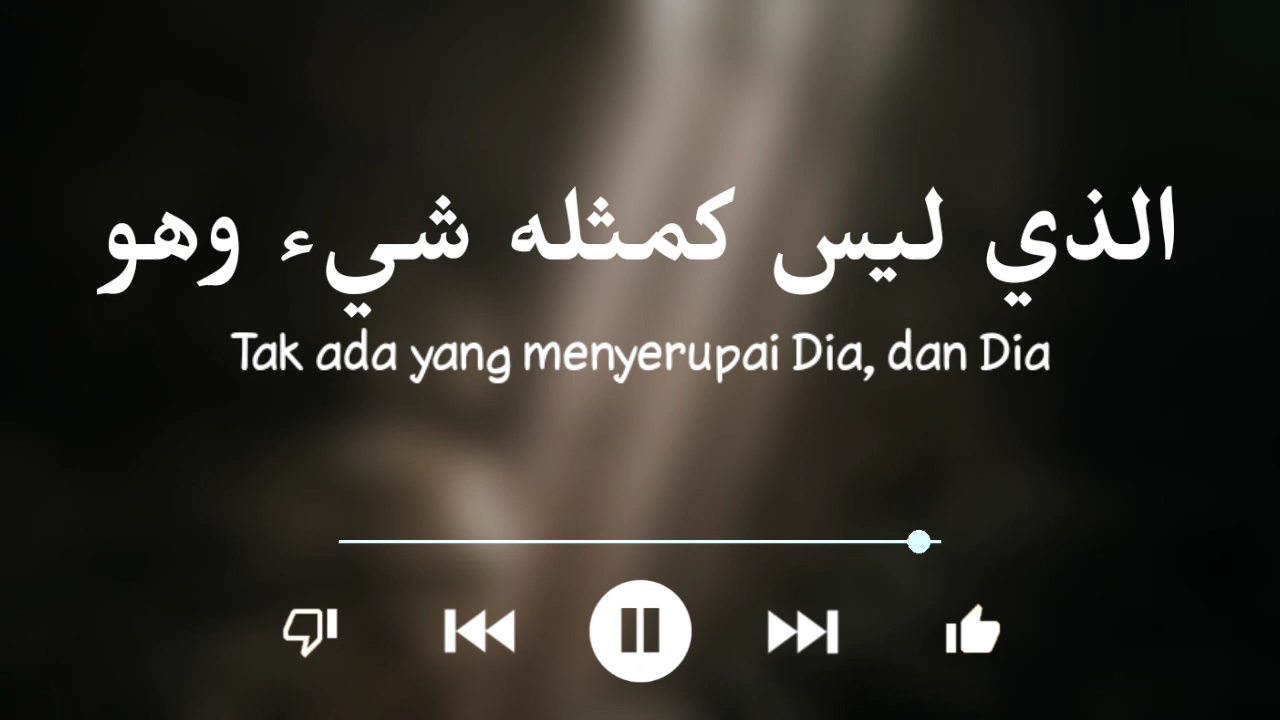 الذي ليس كمثله شيء وهو
Tak ada yang menyerupai Dia, dan Dia